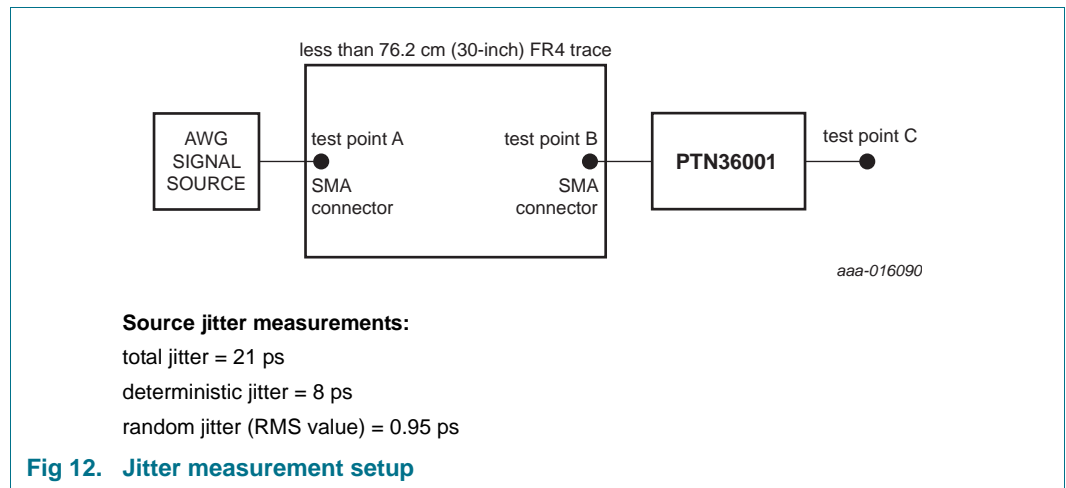 less than 76.2 cm (30-inch) FR4 trace
AWG
SIGNAL
SOURCE
test point A
SMA
connector
test point B
SMA
connector
PTN36001
test point C
aaa-016090
Source jitter measurements:
total jitter = 21 ps
deterministic jitter = 8 ps
random jitter (RMS value) = 0.95 ps
Fig 12. Jitter measurement setup